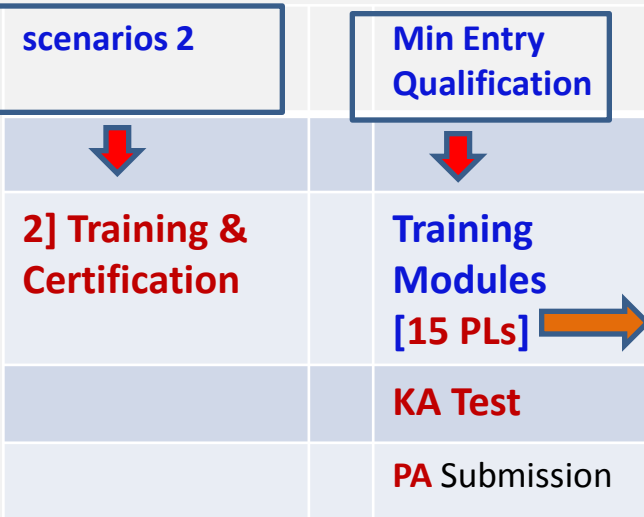 scenarios 2
Min Entry
Qualification
2] Training &
Certification
Training
Modules
[15 PLs]
KA Test
PA Submission